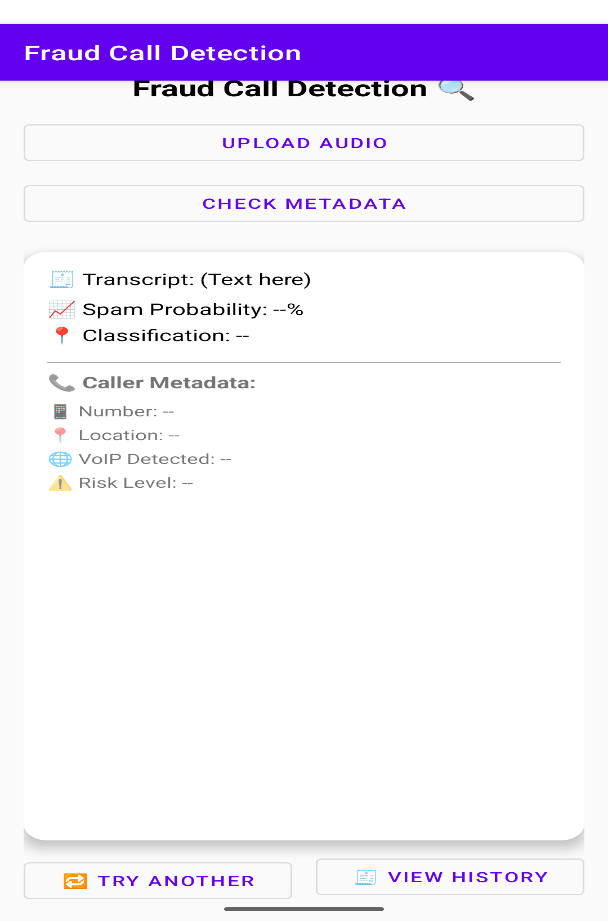 Fraud Call Detection
Fraud Call Detection 🔍
UPLOAD AUDIO
CHECK METADATA
🧾 Transcript: (Text here)
📈 Spam Probability: --%
📍 Classification: --
📞 Caller Metadata:
📱 Number: --
📍 Location: --
🌐 VoIP Detected: --
⚠️ Risk Level: --
🔁 TRY ANOTHER
🧾 VIEW HISTORY